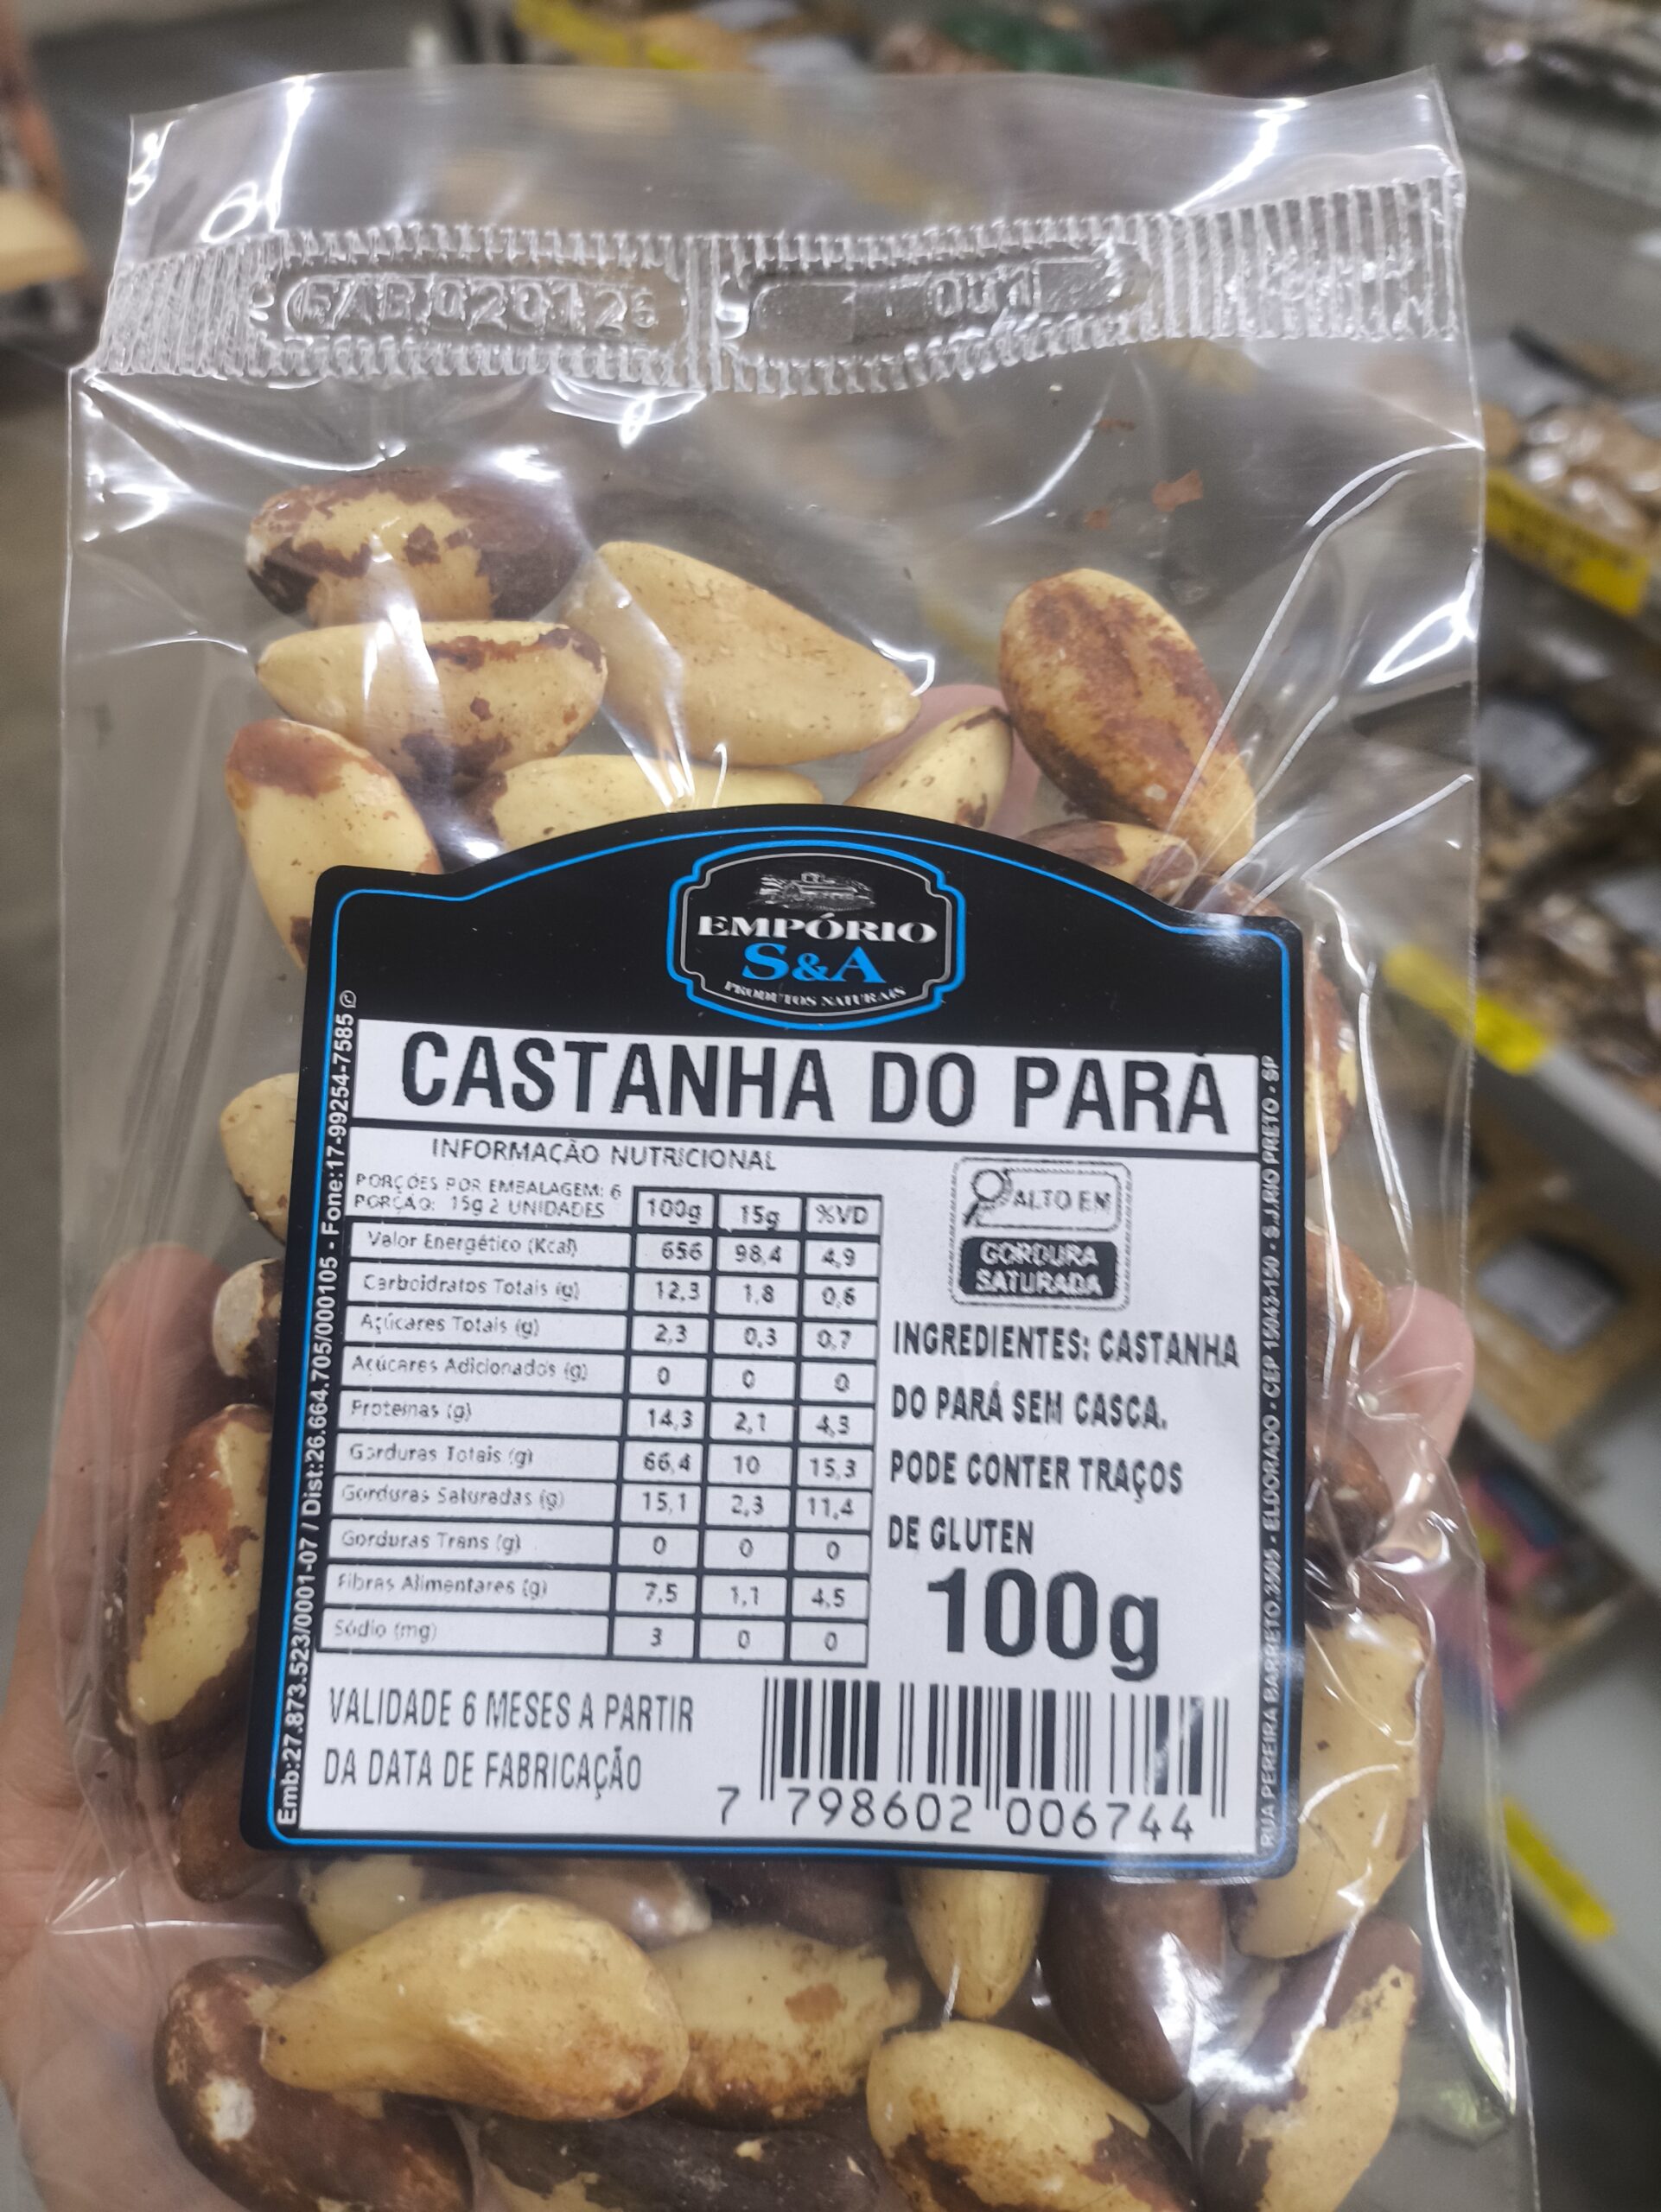 FAB.020126
001
EMPÓRIO
S&A
PRODUTOS NATURAIS
CASTANHA DO PARÁ
INFORMAÇÃO NUTRICIONAL
PORÇÕES POR EMBALAGEM: 6
PORÇÃO: 15g 2 UNIDADES
100g 15g %VD
Valor Energético (Kcal) 656 98,4 4,9
Carboidratos Totais (g) 12,3 1,8 0,6
Açúcares Totais (g) 2,3 0,3 0,7
Açúcares Adicionados (g) 0 0 0
Proteínas (g) 14,3 2,1 4,3
Gorduras Totais (g) 66,4 10 15,3
Gorduras Saturadas (g) 15,1 2,3 11,4
Gorduras Trans (g) 0 0 0
Fibras Alimentares (g) 7,5 1,1 4,5
Sódio (mg) 3 0 0
ALTO EM
GORDURA
SATURADA
INGREDIENTES: CASTANHA
DO PARÁ SEM CASCA.
PODE CONTER TRAÇOS
DE GLUTEN
100g
VALIDADE 6 MESES A PARTIR
DA DATA DE FABRICAÇÃO
7 798602 006744
Emb:27.873.523/0001-07 / Dist:26.664.705/000105 - Fone:17-99254-7585
RUA PEREIRA BARRETO,3505 - ELDORADO - CEP 15043-150 - S.J.RIO PRETO - SP